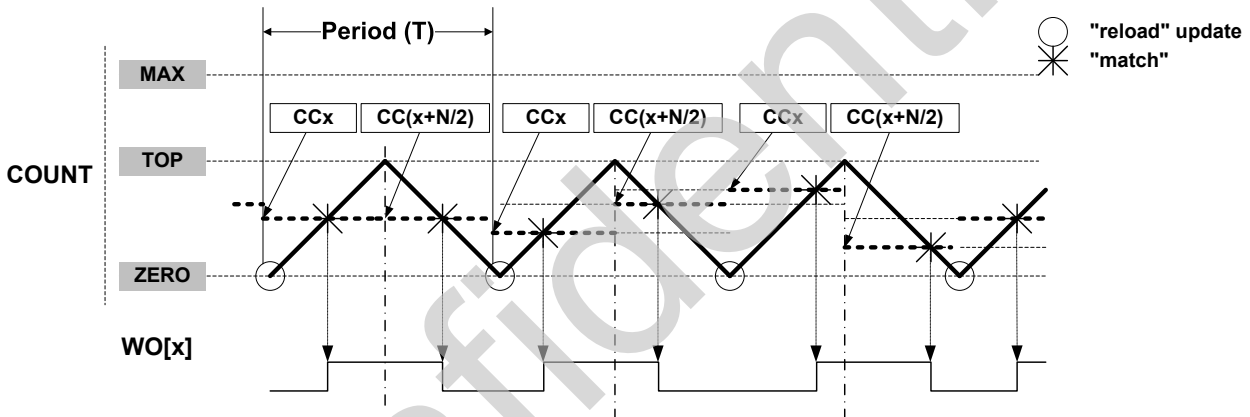 Period (T)
"reload" update
"match"
MAX
CCx
CC(x+N/2)
CCx
CC(x+N/2)
CCx
CC(x+N/2)
COUNT
TOP
ZERO
WO[x]